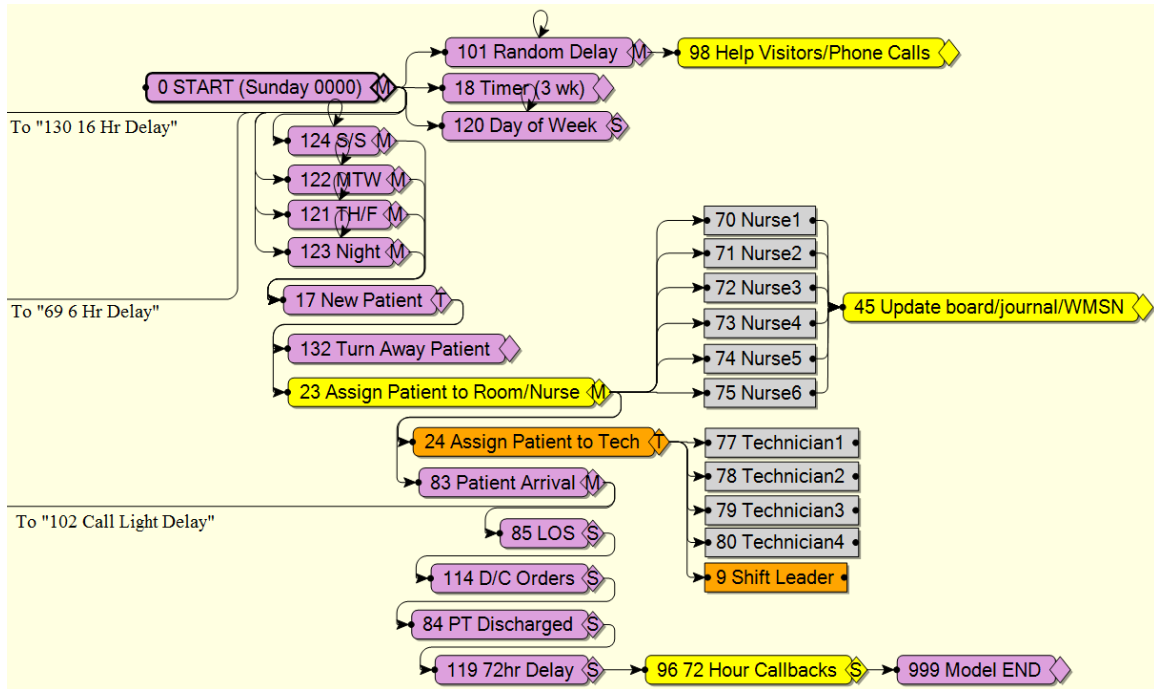 101 Random Delay M
98 Help Visitors/Phone Calls
0 START (Sunday 0000) M
18 Timer (3 wk)
To "130 16 Hr Delay"
120 Day of Week S
124 S/S M
122 MTW M
121 TH/F M
123 Night M
70 Nurse1
71 Nurse2
72 Nurse3
73 Nurse4
74 Nurse5
75 Nurse6
45 Update board/journal/WMSN
17 New Patient T
To "69 6 Hr Delay"
132 Turn Away Patient
23 Assign Patient to Room/Nurse M
24 Assign Patient to Tech T
77 Technician1
78 Technician2
79 Technician3
80 Technician4
9 Shift Leader
83 Patient Arrival M
To "102 Call Light Delay"
85 LOS S
114 D/C Orders S
84 PT Discharged S
119 72hr Delay S
96 72 Hour Callbacks S
999 Model END